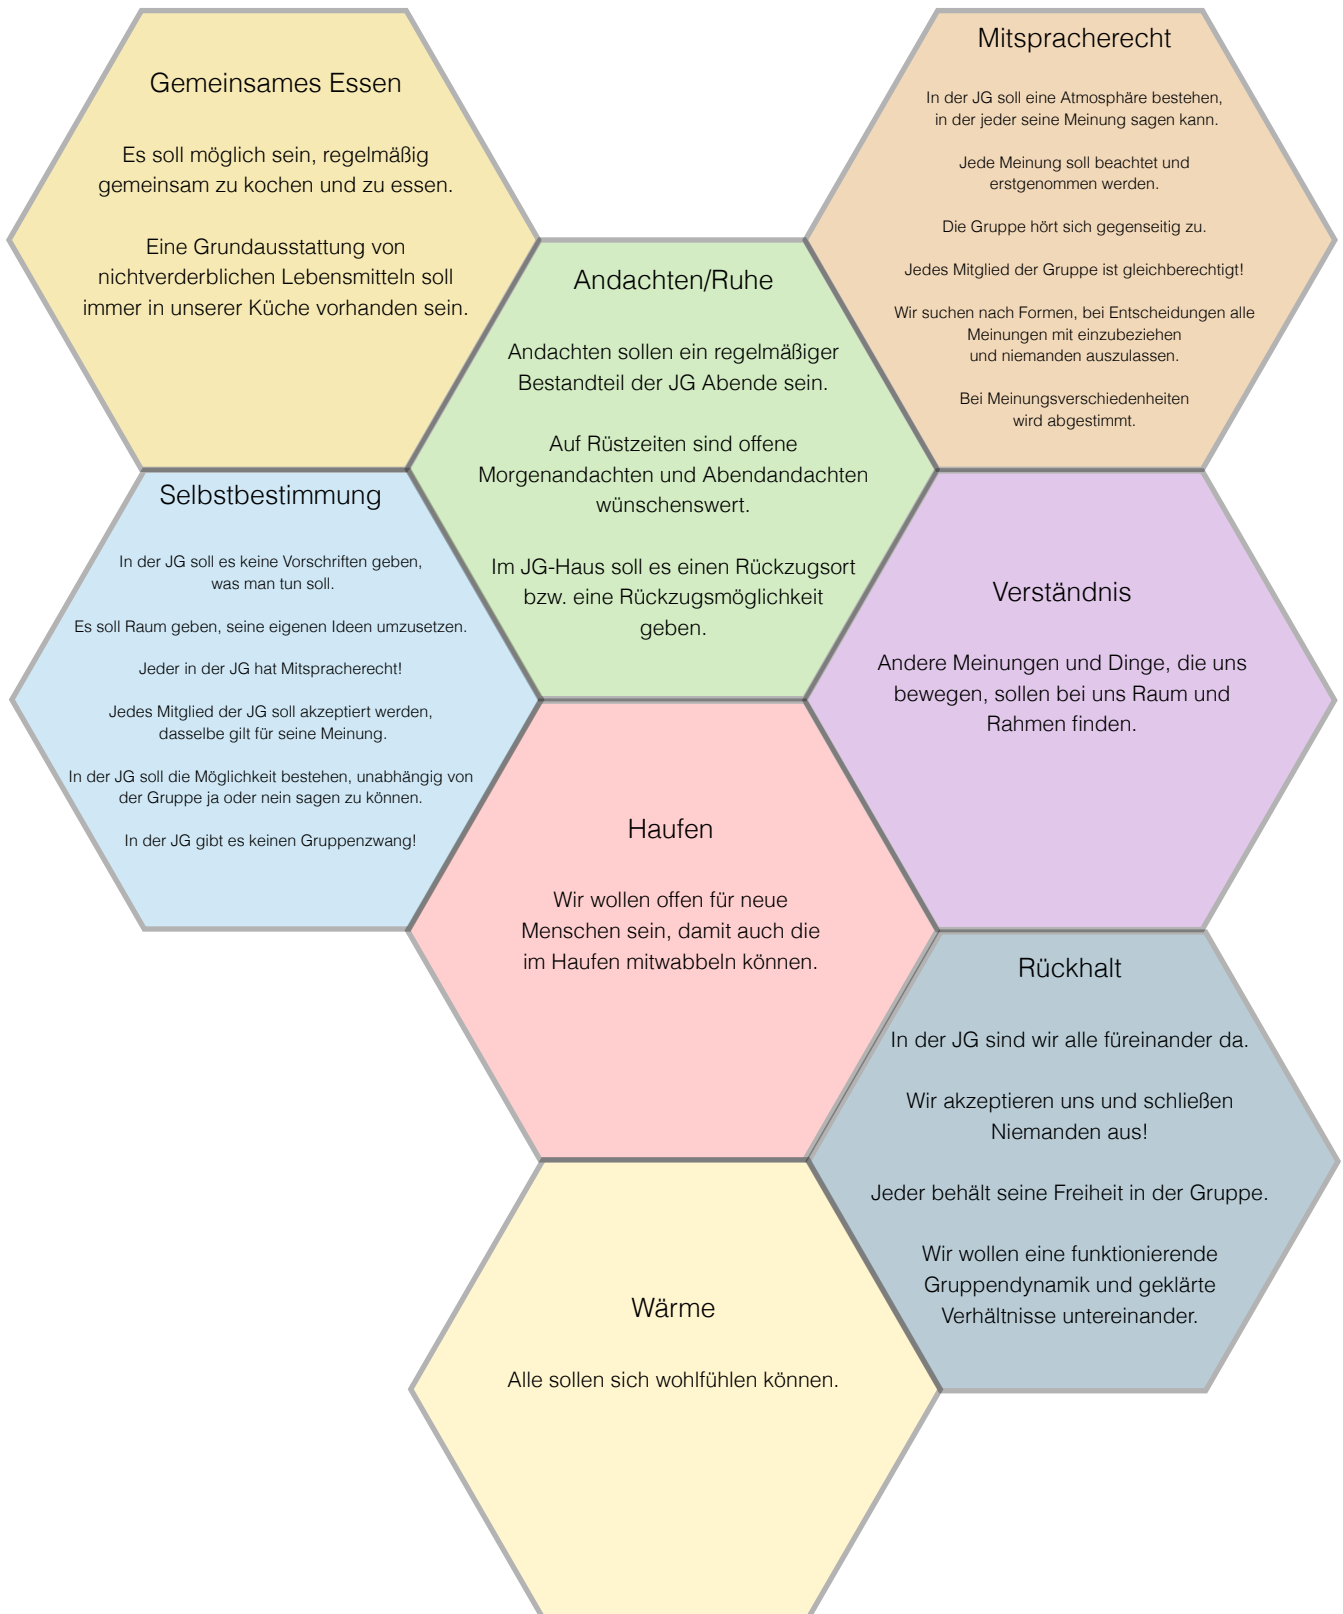 Gemeinsames Essen
Es soll möglich sein, regelmäßig
gemeinsam zu kochen und zu essen.
Eine Grundausstattung von
nichtverderblichen Lebensmitteln soll
immer in unserer Küche vorhanden sein.
Mitspracherecht
In der JG soll eine Atmosphäre bestehen,
in der jeder seine Meinung sagen kann.
Jede Meinung soll beachtet und
erstgenommen werden.
Die Gruppe hört sich gegenseitig zu.
Jedes Mitglied der Gruppe ist gleichberechtigt!
Wir suchen nach Formen, bei Entscheidungen alle
Meinungen mit einzubeziehen
und niemanden auszulassen.
Bei Meinungsverschiedenheiten
wird abgestimmt.
Andachten/Ruhe
Andachten sollen ein regelmäßiger
Bestandteil der JG Abende sein.
Auf Rüstzeiten sind offene
Morgenandachten und Abendandachten
wünschenswert.
Im JG-Haus soll es einen Rückzugsort
bzw. eine Rückzugsmöglichkeit
geben.
Selbstbestimmung
In der JG soll es keine Vorschriften geben,
was man tun soll.
Es soll Raum geben, seine eigenen Ideen umzusetzen.
Jeder in der JG hat Mitspracherecht!
Jedes Mitglied der JG soll akzeptiert werden,
dasselbe gilt für seine Meinung.
In der JG soll die Möglichkeit bestehen, unabhängig von
der Gruppe ja oder nein sagen zu können.
In der JG gibt es keinen Gruppenzwang!
Verständnis
Andere Meinungen und Dinge, die uns
bewegen, sollen bei uns Raum und
Rahmen finden.
Haufen
Wir wollen offen für neue
Menschen sein, damit auch die
im Haufen mitwabbeln können.
Rückhalt
In der JG sind wir alle füreinander da.
Wir akzeptieren uns und schließen
Niemanden aus!
Jeder behält seine Freiheit in der Gruppe.
Wir wollen eine funktionierende
Gruppendynamik und geklärte
Verhältnisse untereinander.
Wärme
Alle sollen sich wohlfühlen können.